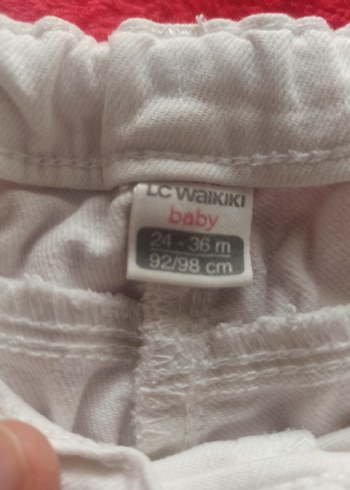 LC WAIKIKI
baby
24 - 36 m
92/98 cm